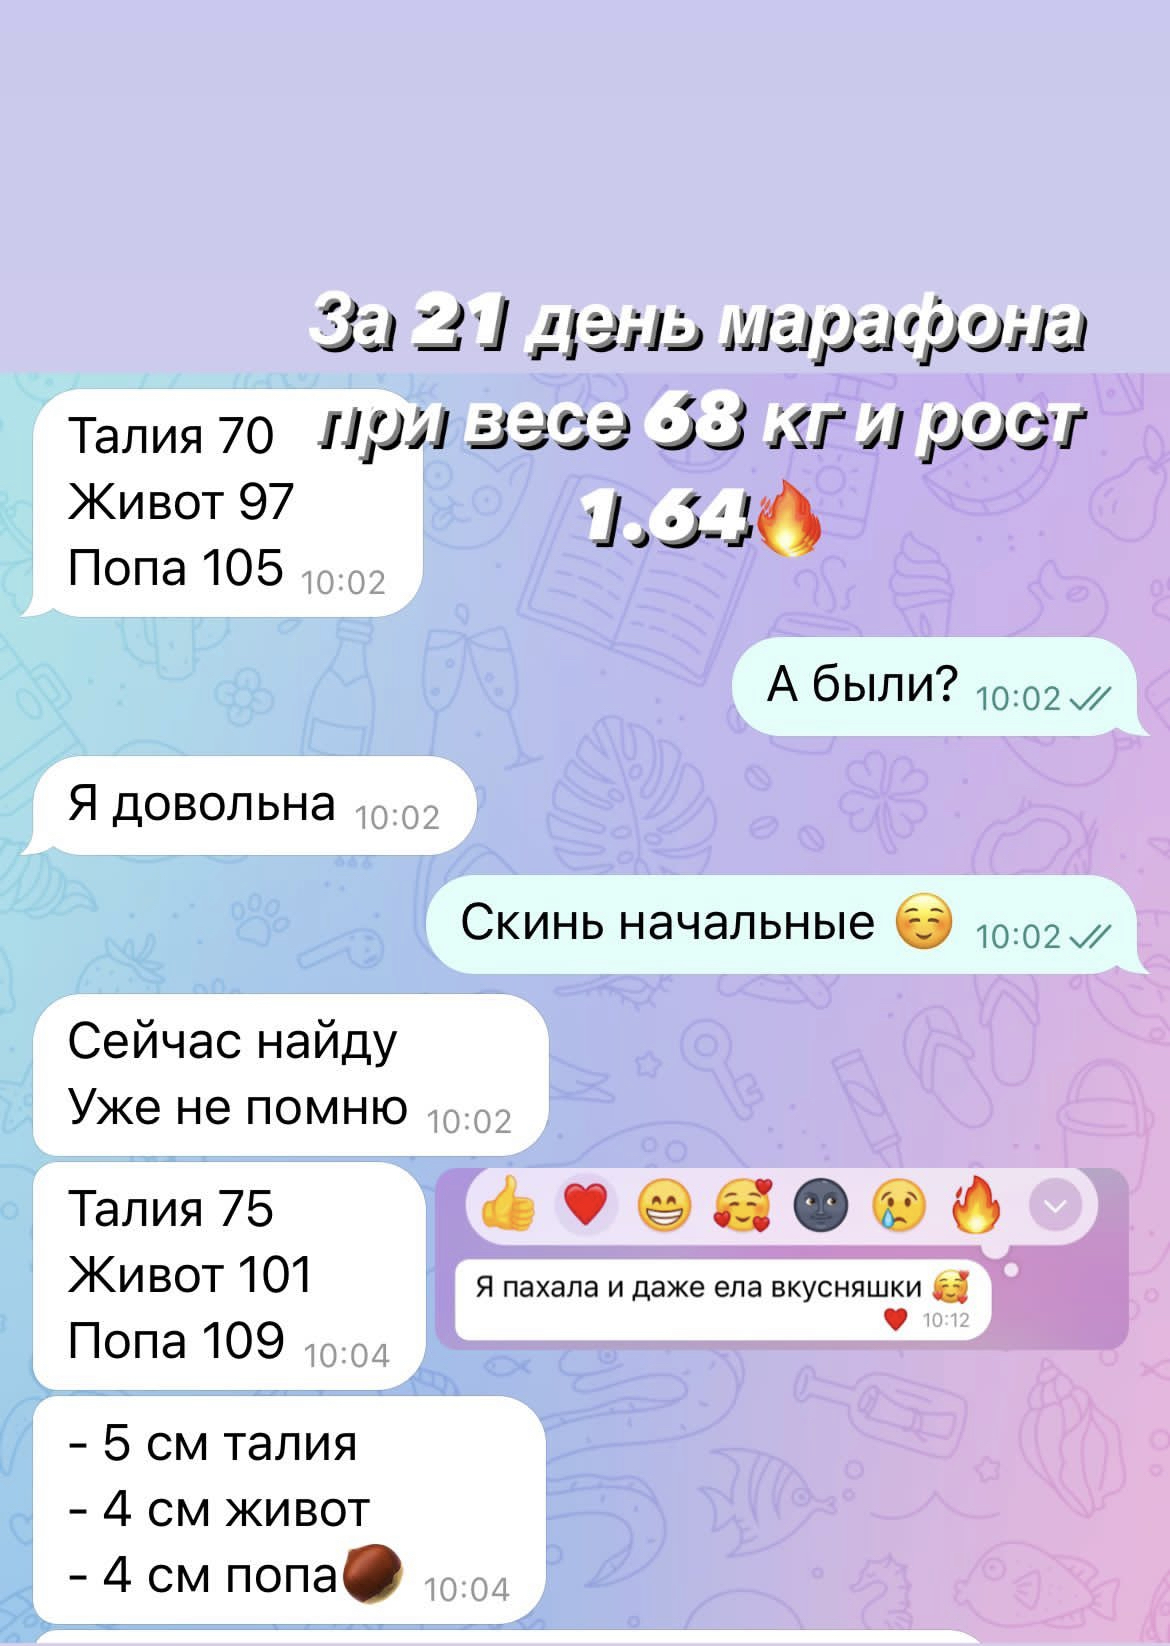 За 21 день марафона
при весе 68 кг и рост
1.64🔥
Талия 70
Живот 97
Попа 105 10:02
А были? 10:02
Я довольна 10:02
Скинь начальные ☺️ 10:02
Сейчас найду
Уже не помню 10:02
Талия 75
Живот 101
Попа 109 10:04
Я пахала и даже ела вкусняшки 🥰
❤️ 10:12
- 5 см талия
- 4 см живот
- 4 см попа🌰 10:04